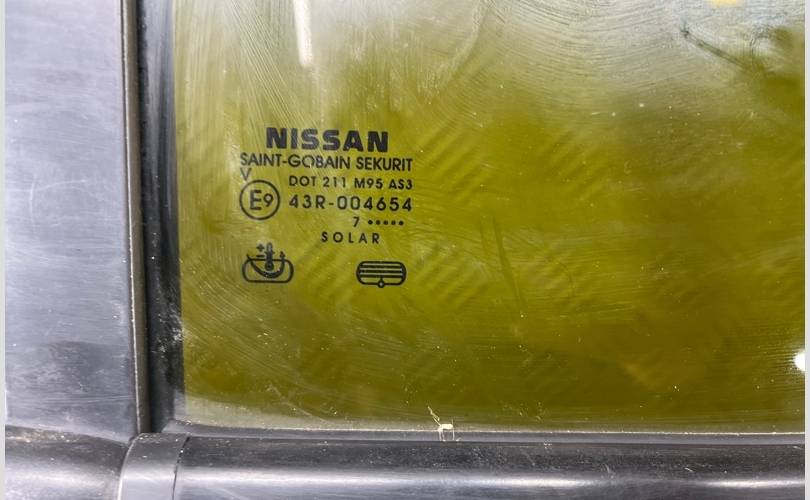 NISSAN
SAINT-GOBAIN SEKURIT
V
DOT 211 M95 AS3
E9
43R-004654
7 •••••
SOLAR